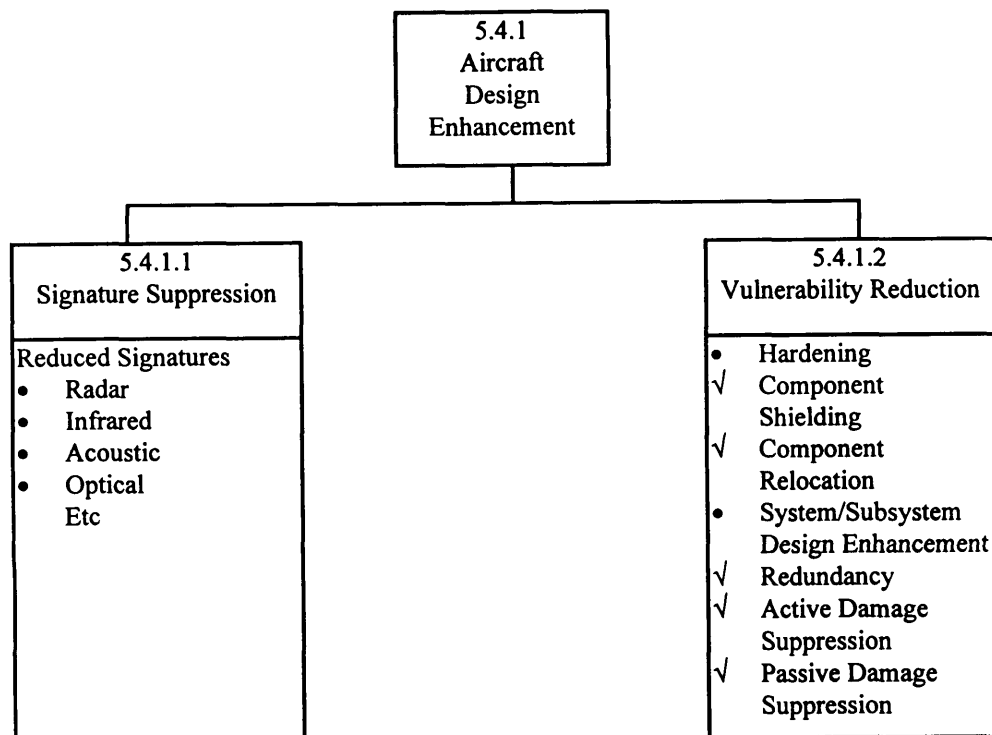 5.4.1
Aircraft
Design
Enhancement
5.4.1.1
Signature Suppression
Reduced Signatures
• Radar
• Infrared
• Acoustic
• Optical
Etc
5.4.1.2
Vulnerability Reduction
• Hardening
√ Component
Shielding
√ Component
Relocation
• System/Subsystem
Design Enhancement
√ Redundancy
√ Active Damage
Suppression
√ Passive Damage
Suppression